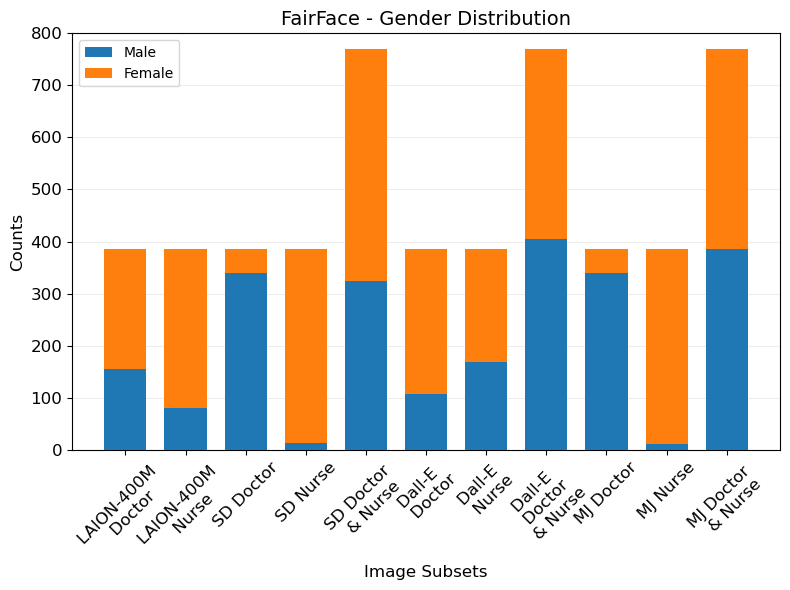 FairFace - Gender Distribution
Male
Female
800
700
600
500
400
300
200
100
0
Counts
LAION-400M
Doctor
LAION-400M
Nurse
SD Doctor
SD Nurse
SD Doctor
& Nurse
Dall-E
Doctor
Dall-E
Nurse
Dall-E
Doctor
& Nurse
MJ Doctor
MJ Nurse
MJ Doctor
& Nurse
Image Subsets